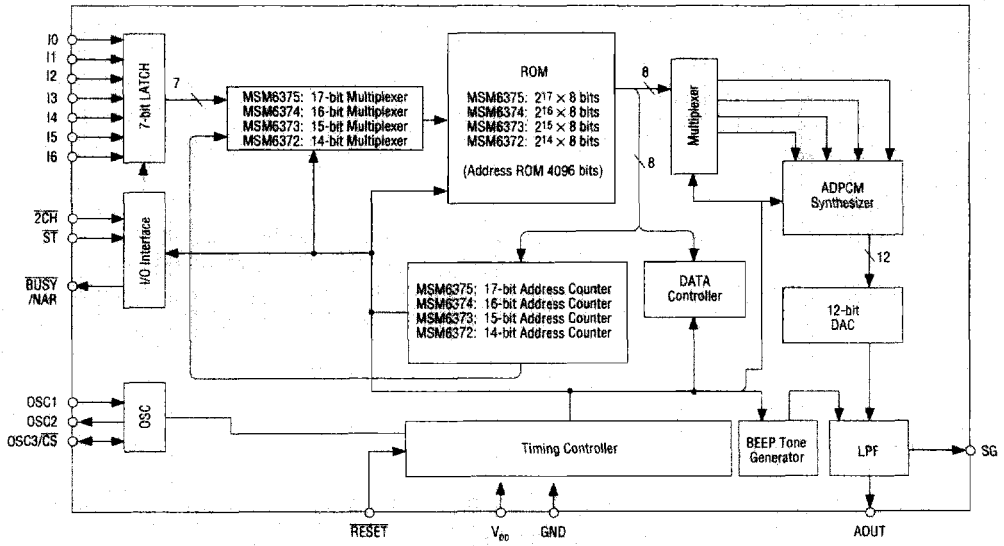 I0
I1
I2
I3
I4
I5
I6
7-bit LATCH
7
MSM6375: 17-bit Multiplexer
MSM6374: 16-bit Multiplexer
MSM6373: 15-bit Multiplexer
MSM6372: 14-bit Multiplexer
ROM
MSM6375: 2¹⁷ × 8 bits
MSM6374: 2¹⁶ × 8 bits
MSM6373: 2¹⁵ × 8 bits
MSM6372: 2¹⁴ × 8 bits
(Address ROM 4096 bits)
8
8
Multiplexer
ADPCM
Synthesizer
12
12-bit
DAC
2CH
ST
BUSY
/NAR
I/O Interface
MSM6375: 17-bit Address Counter
MSM6374: 16-bit Address Counter
MSM6373: 15-bit Address Counter
MSM6372: 14-bit Address Counter
DATA
Controller
OSC1
OSC2
OSC3/CS
OSC
Timing Controller
BEEP Tone
Generator
LPF
SG
RESET
VDD
GND
AOUT